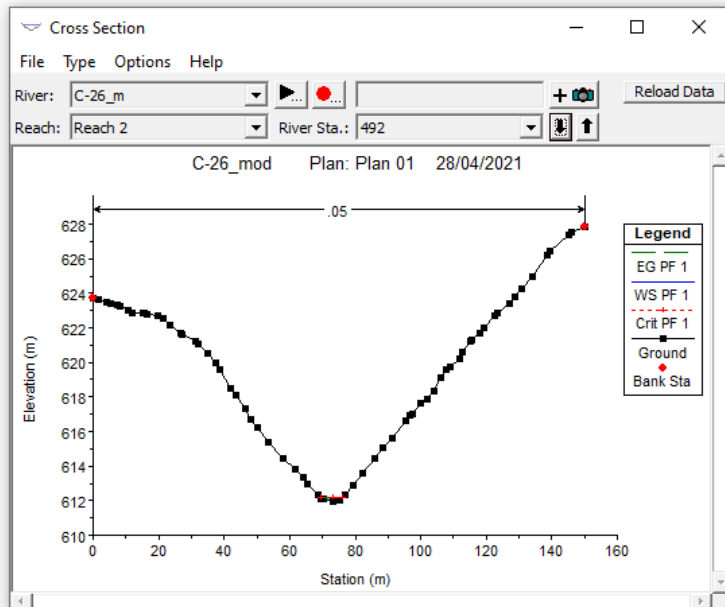 Cross Section
File Type Options Help
River: C-26_m ... ... + Reload Data
Reach: Reach 2 River Sta.: 492
C-26_mod Plan: Plan 01 28/04/2021
.05
628
626
624
622
620
618
616
614
612
610
Elevation (m)
0 20 40 60 80 100 120 140 160
Station (m)
Legend
EG PF 1
WS PF 1
Crit PF 1
Ground
Bank Sta